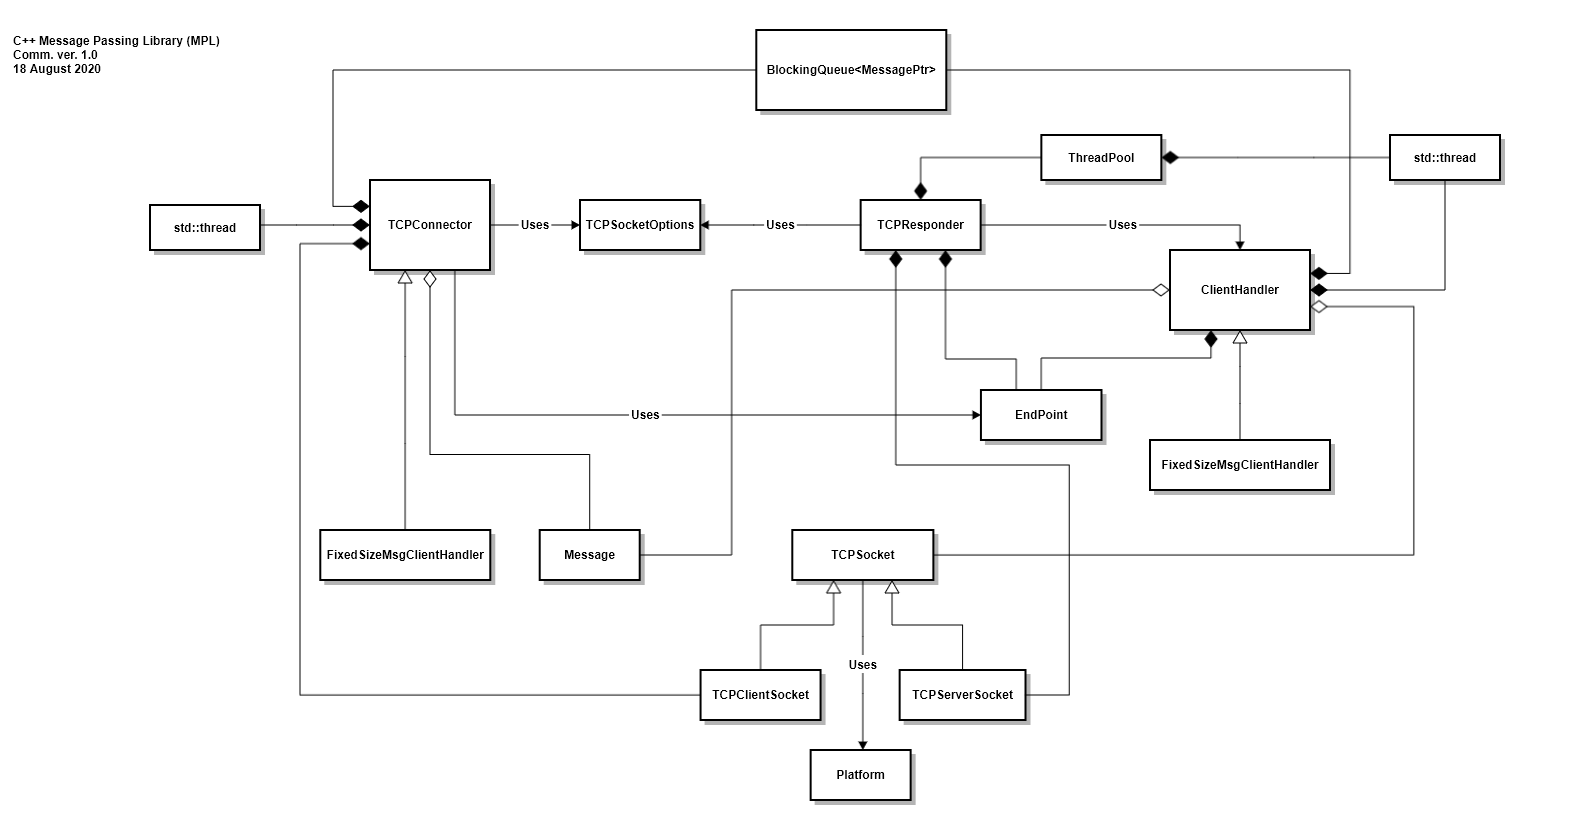 C++ Message Passing Library (MPL)
Comm. ver. 1.0
18 August 2020
BlockingQueue<MessagePtr>
ThreadPool
std::thread
std::thread
TCPConnector
Uses
TCPSocketOptions
Uses
TCPResponder
Uses
ClientHandler
Uses
EndPoint
FixedSizeMsgClientHandler
FixedSizeMsgClientHandler
Message
TCPSocket
Uses
TCPClientSocket
TCPServerSocket
Platform